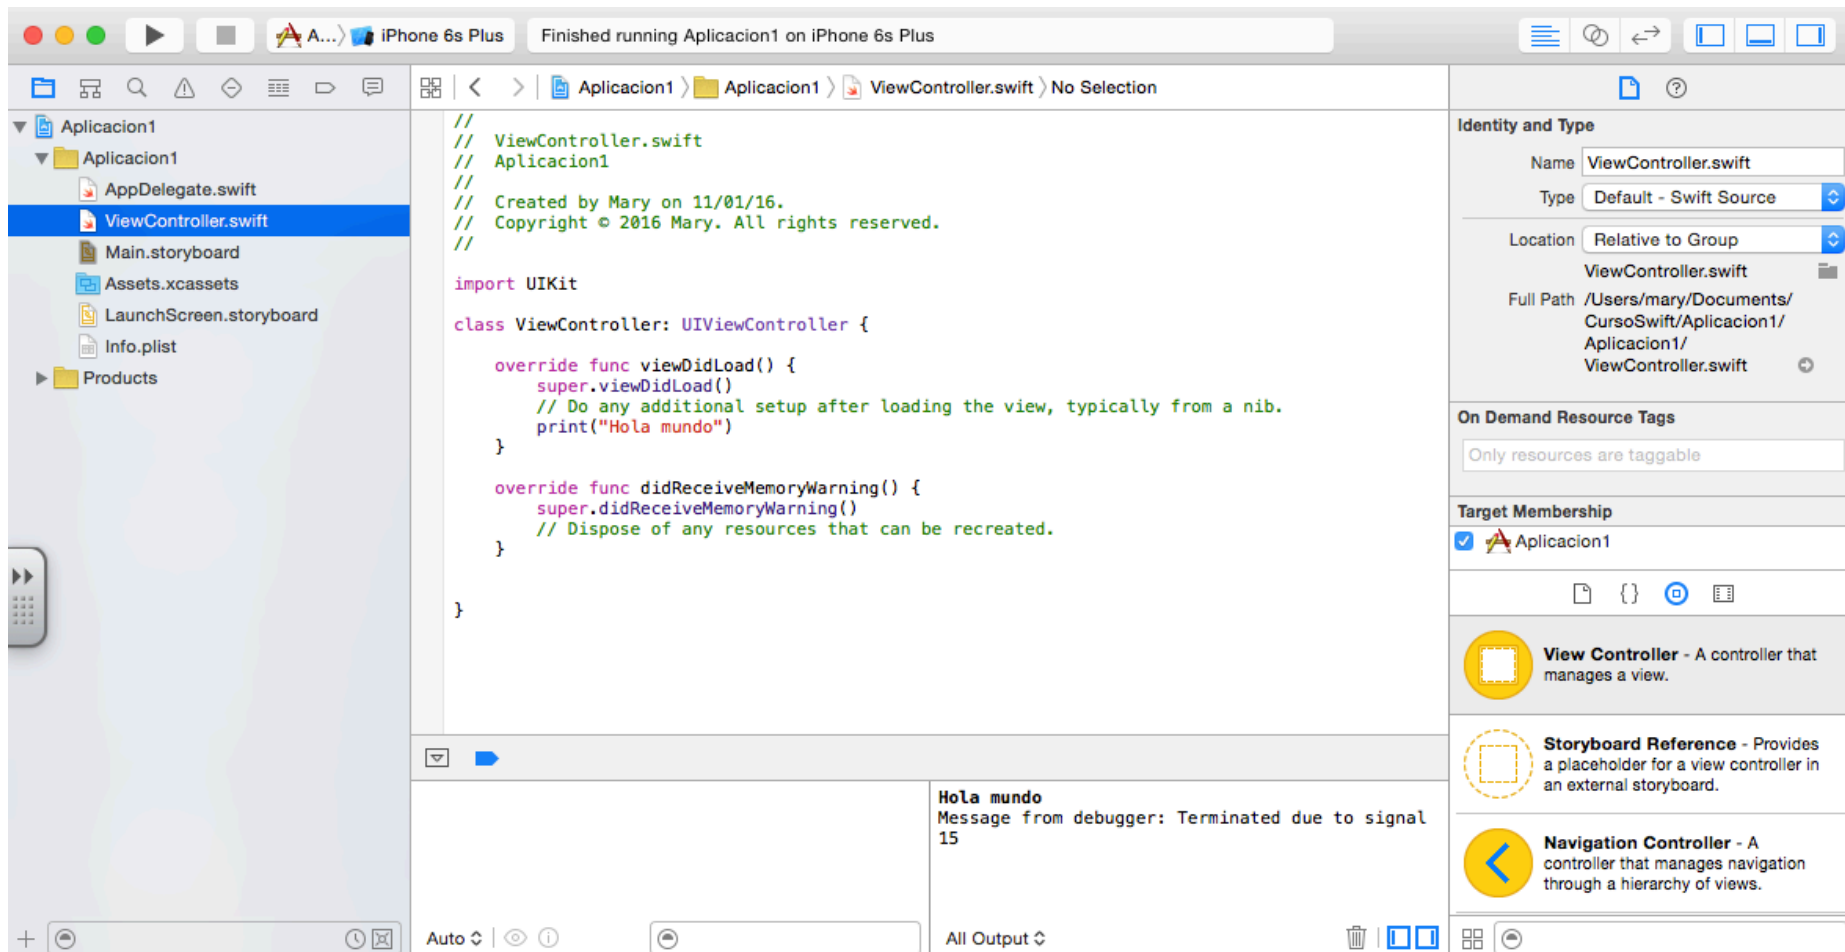 A... iPhone 6s Plus
Finished running Aplicacion1 on iPhone 6s Plus
Aplicacion1
Aplicacion1
AppDelegate.swift
ViewController.swift
Main.storyboard
Assets.xcassets
LaunchScreen.storyboard
Info.plist
Products
Aplicacion1 Aplicacion1 ViewController.swift No Selection
//
// ViewController.swift
// Aplicacion1
//
// Created by Mary on 11/01/16.
// Copyright © 2016 Mary. All rights reserved.
//
import UIKit
class ViewController: UIViewController {
override func viewDidLoad() {
super.viewDidLoad()
// Do any additional setup after loading the view, typically from a nib.
print("Hola mundo")
}
override func didReceiveMemoryWarning() {
super.didReceiveMemoryWarning()
// Dispose of any resources that can be recreated.
}
}
Hola mundo
Message from debugger: Terminated due to signal
15
Auto
All Output
Identity and Type
Name ViewController.swift
Type Default - Swift Source
Location Relative to Group
ViewController.swift
Full Path /Users/mary/Documents/
CursoSwift/Aplicacion1/
Aplicacion1/
ViewController.swift
On Demand Resource Tags
Only resources are taggable
Target Membership
Aplicacion1
{}
View Controller - A controller that
manages a view.
Storyboard Reference - Provides
a placeholder for a view controller in
an external storyboard.
Navigation Controller - A
controller that manages navigation
through a hierarchy of views.